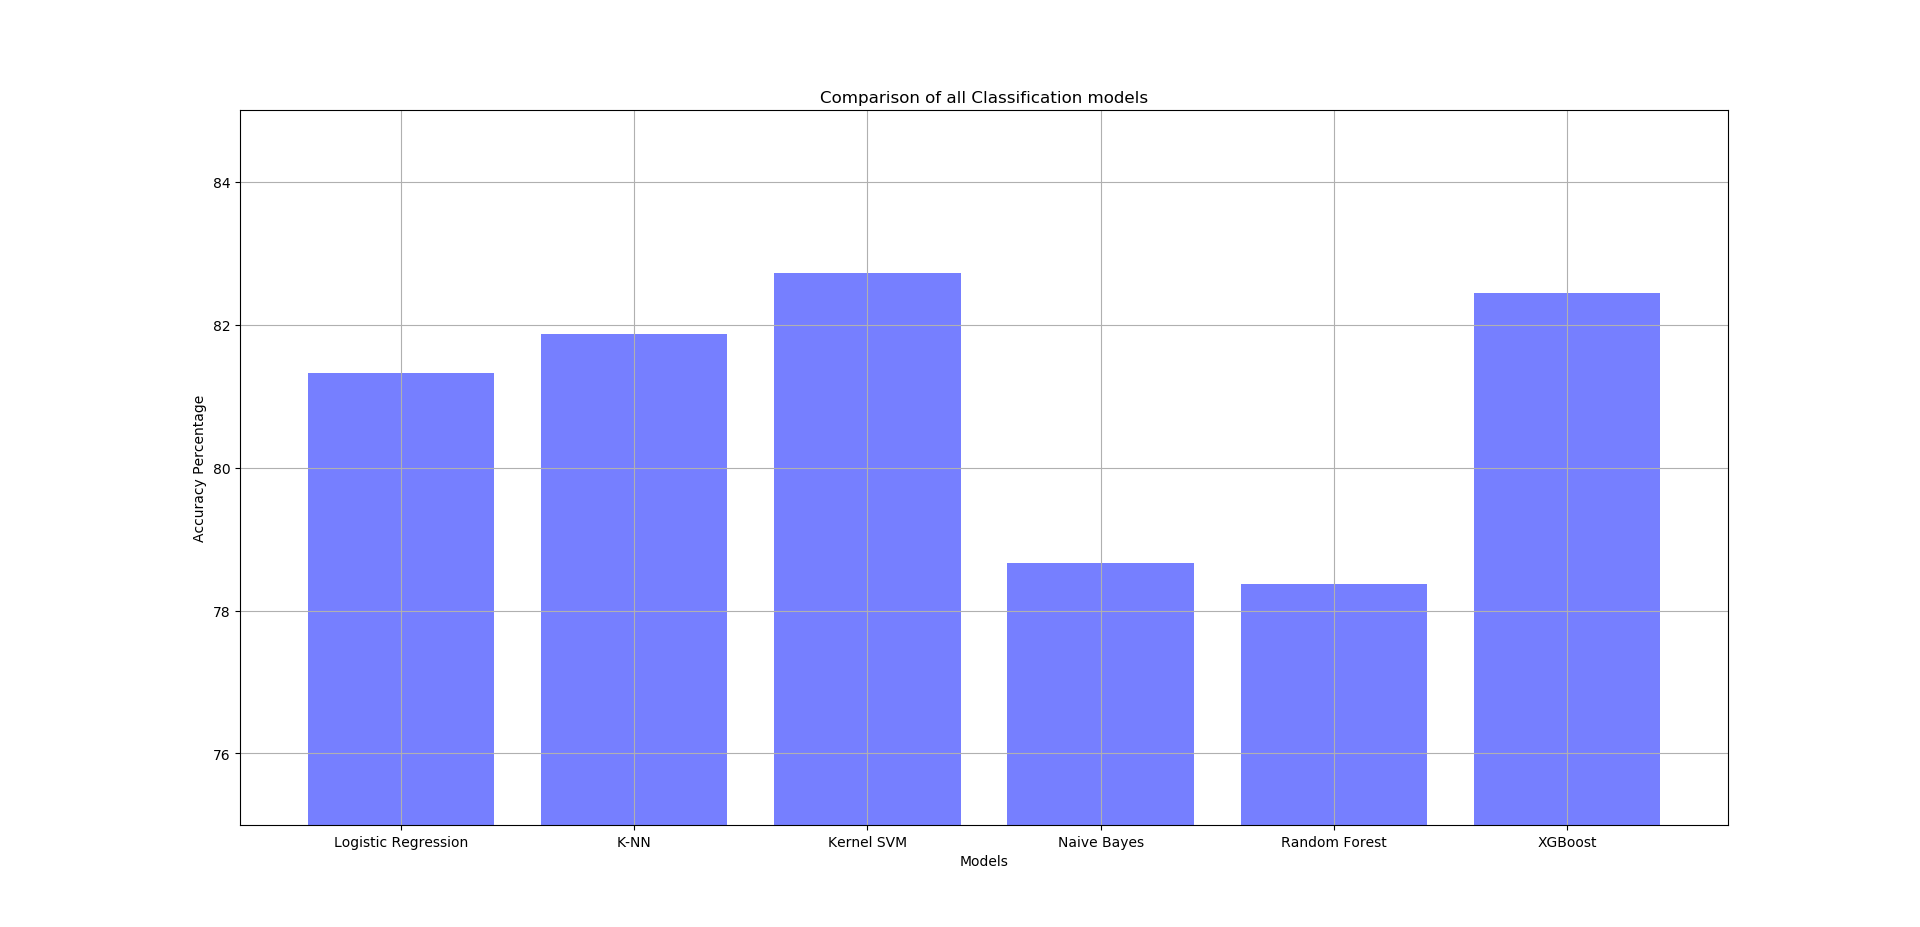 Comparison of all Classification models
84
82
80
78
76
Accuracy Percentage
Logistic Regression K-NN Kernel SVM Naive Bayes Random Forest XGBoost
Models